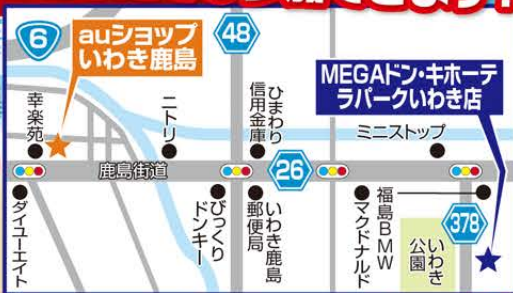 できます
6
auショップ
いわき鹿島
48
378
MEGAドン・キホーテ
ラパークいわき店
幸楽苑
ニトリ
ひまわり
信用金庫
ミニストップ
鹿島街道
26
ダイユーエイト
びっくり
ドンキー
いわき鹿島
郵便局
マクドナルド
福島BMW
いわき
公園